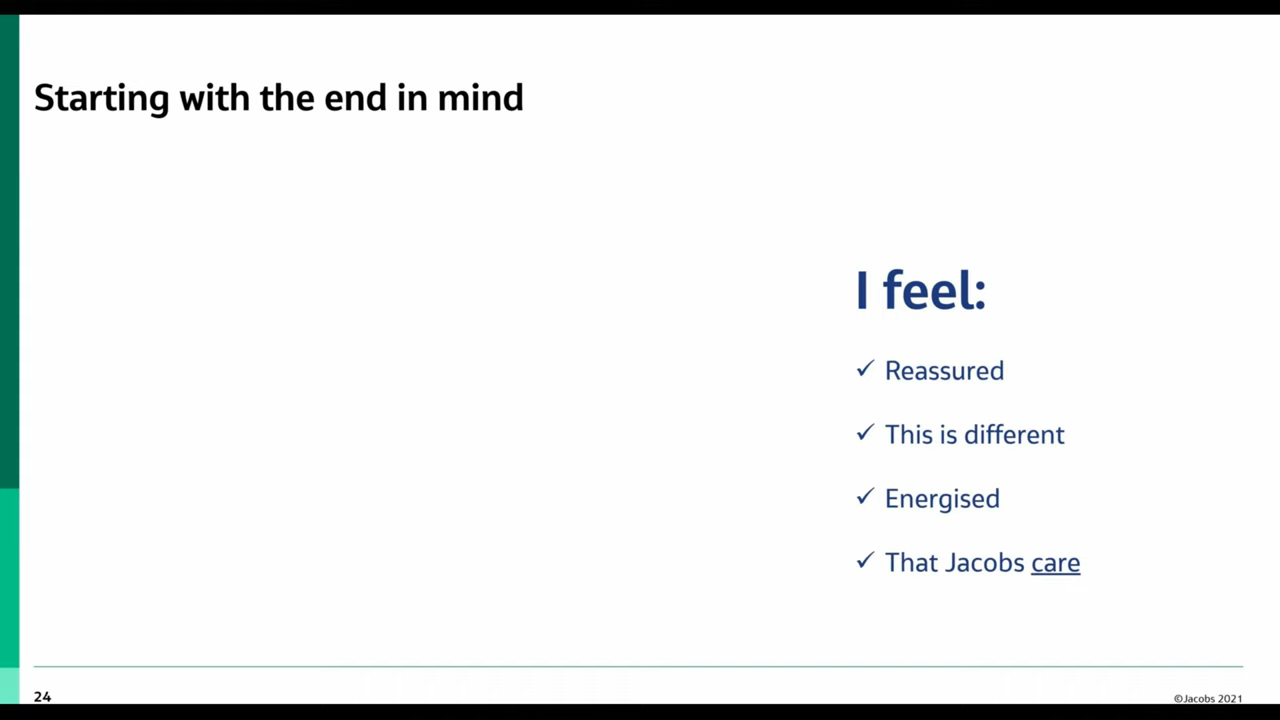 Starting with the end in mind
I feel:
✓ Reassured
✓ This is different
✓ Energised
✓ That Jacobs care
24
©Jacobs 2021